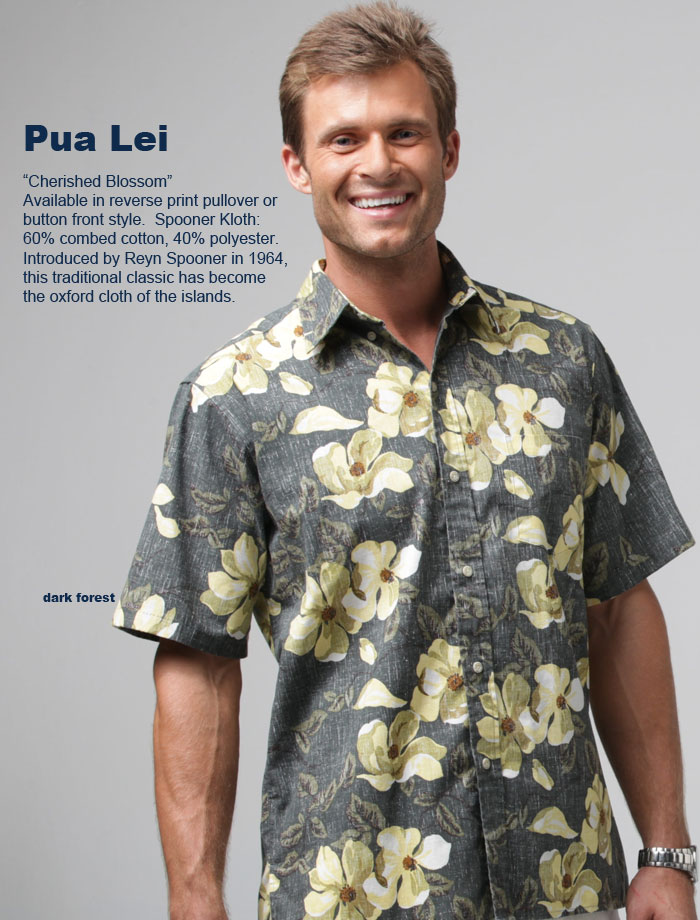 Pua Lei
“Cherished Blossom”
Available in reverse print pullover or
button front style.  Spooner Kloth:
60% combed cotton, 40% polyester.
Introduced by Reyn Spooner in 1964,
this traditional classic has become
the oxford cloth of the islands.
dark forest